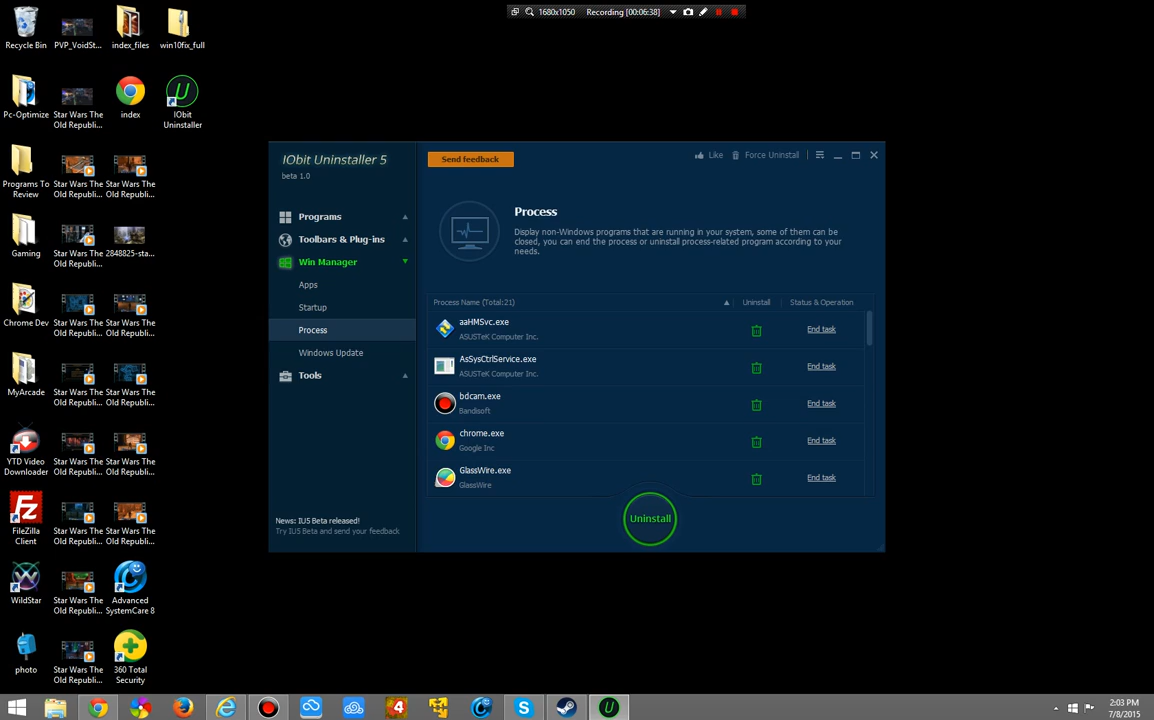 1680x1050 Recording [00:06:38]
Recycle Bin
PVP_VoidSt...
index_files
win10fix_full
Pc-Optimize
Star Wars The Old Republi...
index
IObit Uninstaller
Programs To Review
Star Wars The Old Republi...
Star Wars The Old Republi...
Gaming
Star Wars The Old Republi...
2848825-sta...
Chrome Dev
Star Wars The Old Republi...
Star Wars The Old Republi...
MyArcade
Star Wars The Old Republi...
Star Wars The Old Republi...
YTD Video Downloader
Star Wars The Old Republi...
Star Wars The Old Republi...
FileZilla Client
Star Wars The Old Republi...
Star Wars The Old Republi...
WildStar
Star Wars The Old Republi...
Advanced SystemCare 8
photo
Star Wars The Old Republi...
360 Total Security
IObit Uninstaller 5
beta 1.0
Send feedback
Like
Force Uninstall
Programs
Toolbars & Plug-ins
Win Manager
Apps
Startup
Process
Windows Update
Tools
News: IU5 Beta released!
Try IU5 Beta and send your feedback
Process
Display non-Windows programs that are running in your system, some of them can be
closed, you can end the process or uninstall process-related program according to your
needs.
Process Name (Total:21) Uninstall Status & Operation
aaHMSvc.exe
ASUSTeK Computer Inc.
End task
AsSysCtrlService.exe
ASUSTeK Computer Inc.
End task
bdcam.exe
Bandisoft
End task
chrome.exe
Google Inc
End task
GlassWire.exe
GlassWire
End task
Uninstall
2:03 PM
7/8/2015